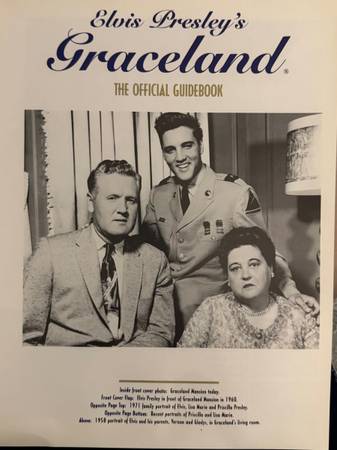 Elvis Presley's
Graceland®
THE OFFICIAL GUIDEBOOK
Inside front cover photo: Graceland Mansion today.
Front Cover Flap: Elvis Presley in front of Graceland Mansion in 1960.
Opposite Page Top: 1971 family portrait of Elvis, Lisa Marie and Priscilla Presley.
Opposite Page Bottom: Recent portraits of Priscilla and Lisa Marie.
Above: 1958 portrait of Elvis and his parents, Vernon and Gladys, in Graceland's living room.